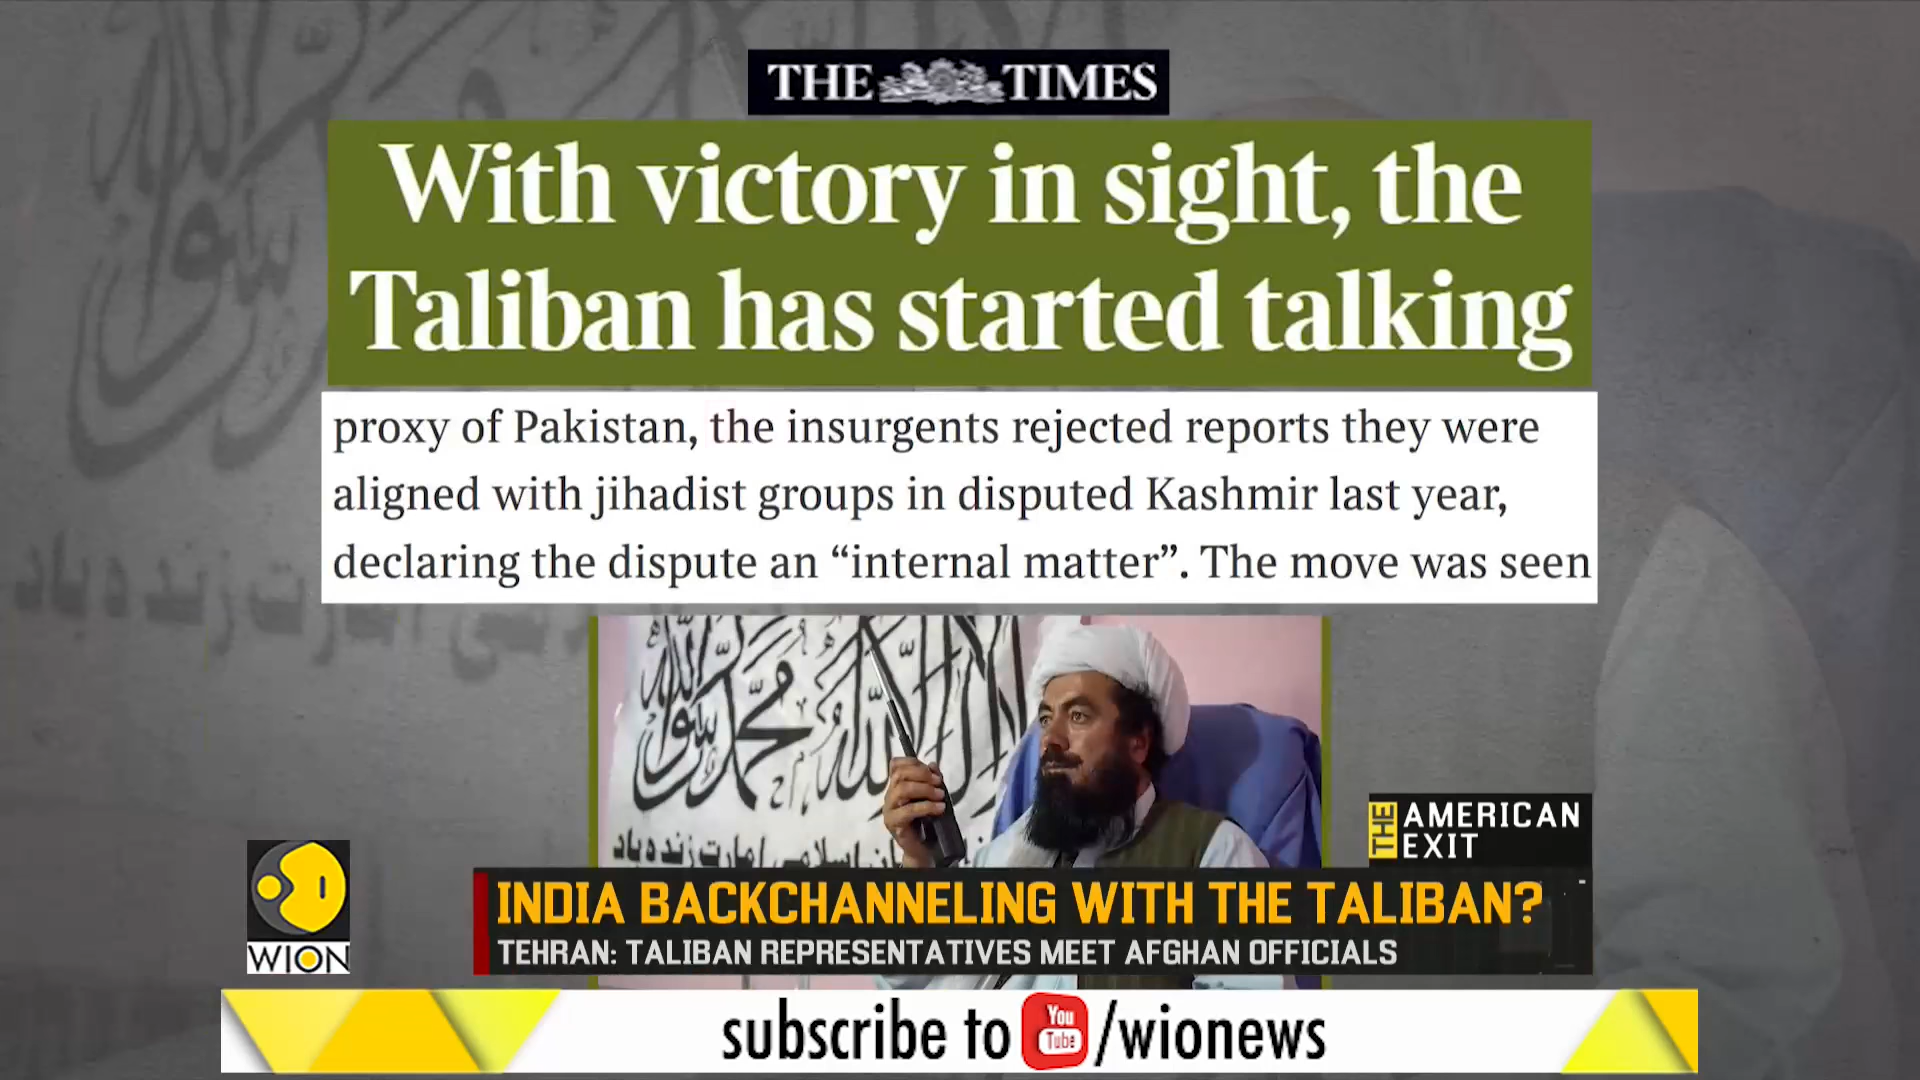 THE TIMES
With victory in sight, the
Taliban has started talking
proxy of Pakistan, the insurgents rejected reports they were
aligned with jihadist groups in disputed Kashmir last year,
declaring the dispute an “internal matter”. The move was seen
THE AMERICAN
EXIT
WION
INDIA BACKCHANNELING WITH THE TALIBAN?
TEHRAN: TALIBAN REPRESENTATIVES MEET AFGHAN OFFICIALS
subscribe to You Tube /wionews